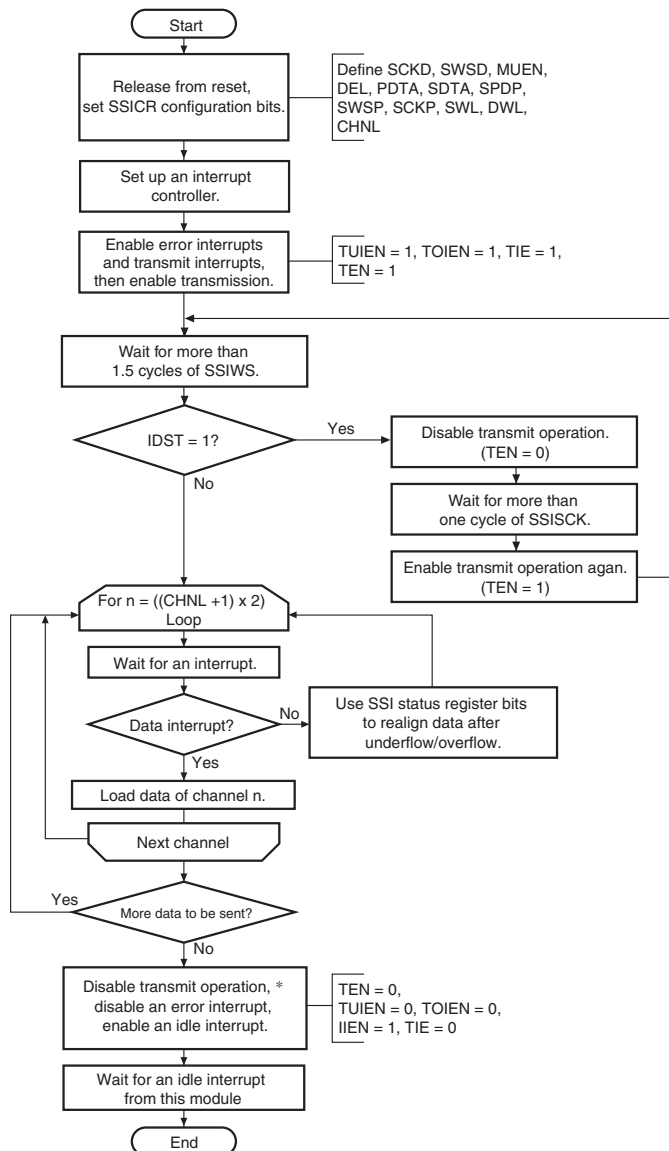 Start
Release from reset,
set SSICR configuration bits.
Define SCKD, SWSD, MUEN,
DEL, PDTA, SDTA, SPDP,
SWSP, SCKP, SWL, DWL,
CHNL
Set up an interrupt
controller.
Enable error interrupts
and transmit interrupts,
then enable transmission.
TUIEN = 1, TOIEN = 1, TIE = 1,
TEN = 1
Wait for more than
1.5 cycles of SSIWS.
IDST = 1?
Yes
No
Disable transmit operation.
(TEN = 0)
Wait for more than
one cycle of SSISCK.
Enable transmit operation agan.
(TEN = 1)
For n = ((CHNL +1) x 2)
Loop
Wait for an interrupt.
Data interrupt?
No
Yes
Use SSI status register bits
to realign data after
underflow/overflow.
Load data of channel n.
Next channel
Yes
More data to be sent?
No
Disable transmit operation, *
disable an error interrupt,
enable an idle interrupt.
TEN = 0,
TUIEN = 0, TOIEN = 0,
IIEN = 1, TIE = 0
Wait for an idle interrupt
from this module
End